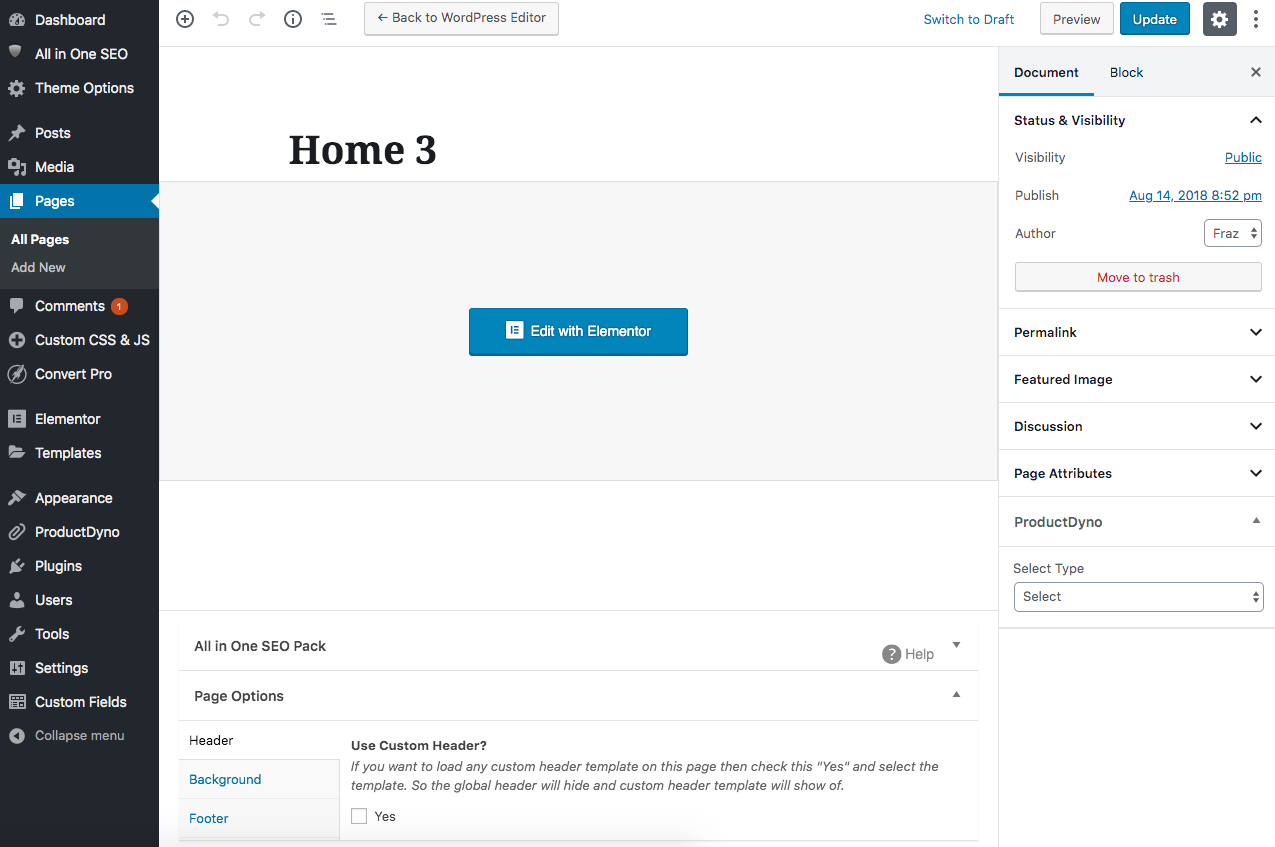 Dashboard
All in One SEO
Theme Options
Posts
Media
Pages
All Pages
Add New
Comments 1
Custom CSS & JS
Convert Pro
Elementor
Templates
Appearance
ProductDyno
Plugins
Users
Tools
Settings
Custom Fields
Collapse menu
← Back to WordPress Editor
Switch to Draft
Preview
Update
Home 3
Edit with Elementor
All in One SEO Pack
? Help
Page Options
Header
Background
Footer
Use Custom Header?
If you want to load any custom header template on this page then check this "Yes" and select the
template. So the global header will hide and custom header template will show of.
Yes
Document Block
Status & Visibility
Visibility Public
Publish Aug 14, 2018 8:52 pm
Author Fraz
Move to trash
Permalink
Featured Image
Discussion
Page Attributes
ProductDyno
Select Type
Select